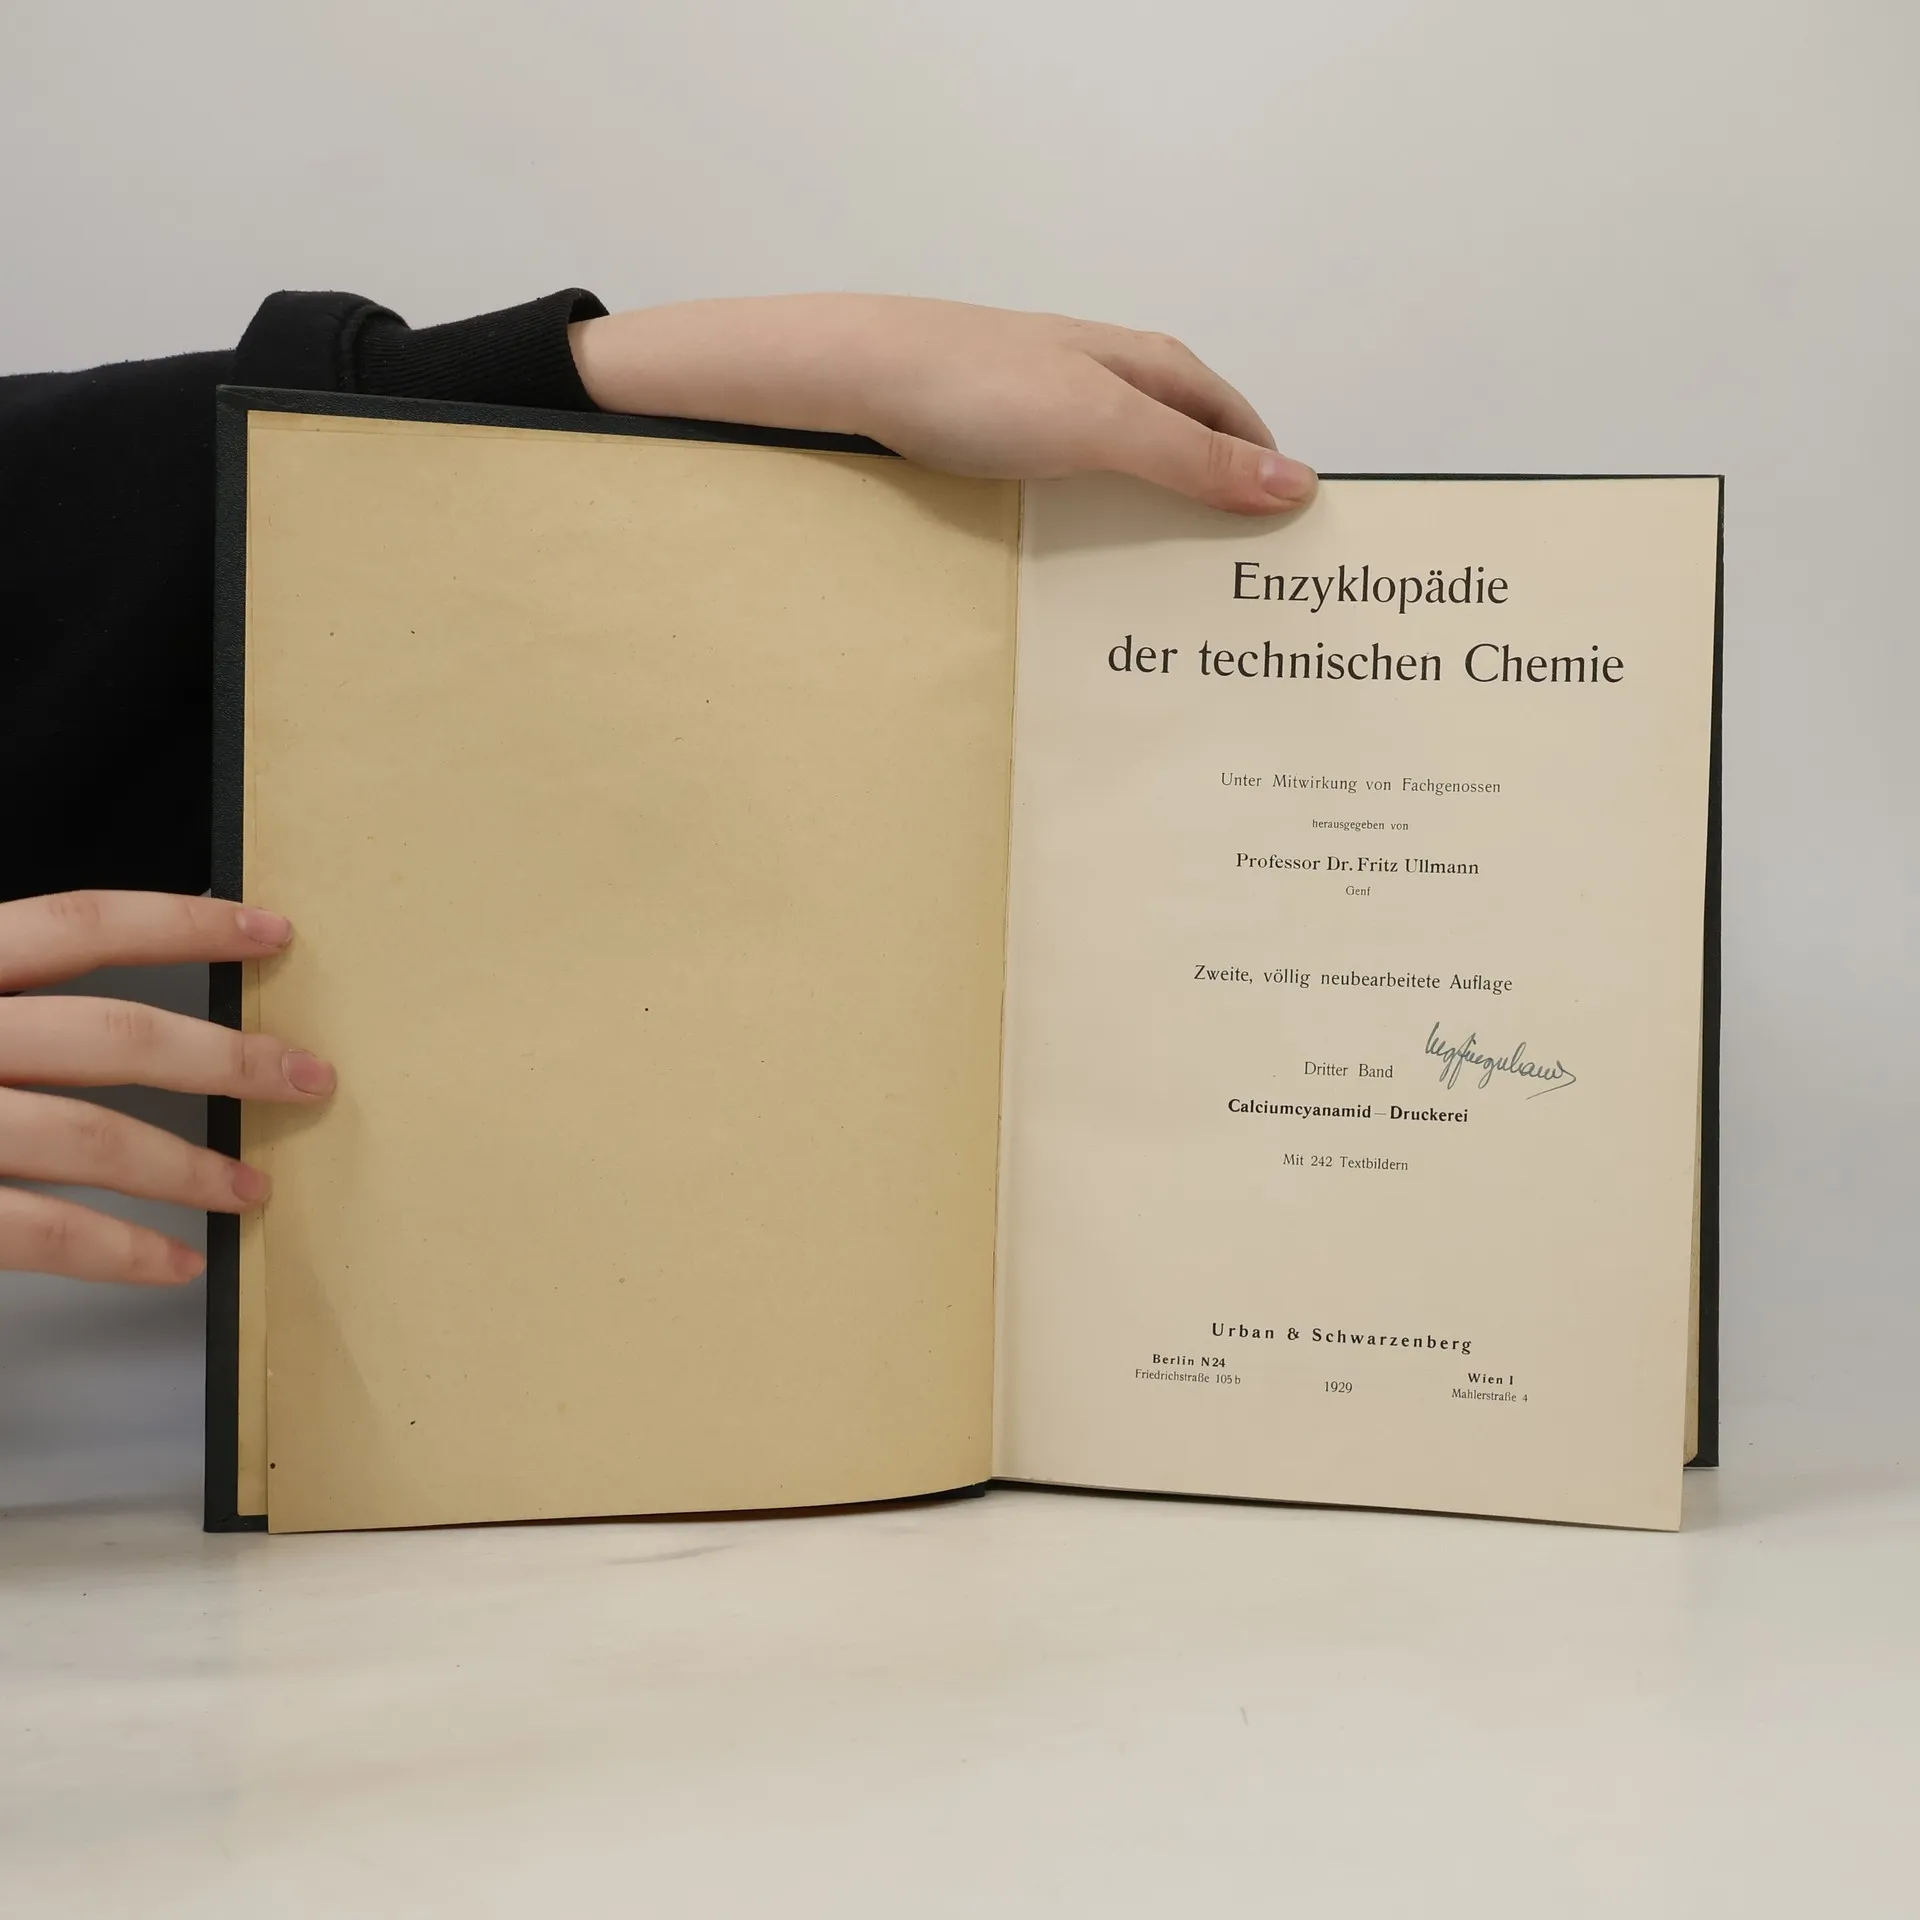 Enzyklopädie
der technischen Chemie
Unter Mitwirkung von Fachgenossen
herausgegeben von
Professor Dr. Fritz Ullmann
Genf
Zweite, völlig neubearbeitete Auflage
Dritter Band
Calciumcyanamid — Druckerei
Mit 242 Textbildern
Urban & Schwarzenberg
Berlin N 24
Friedrichstraße 105 b
1929
Wien I
Mahlerstraße 4